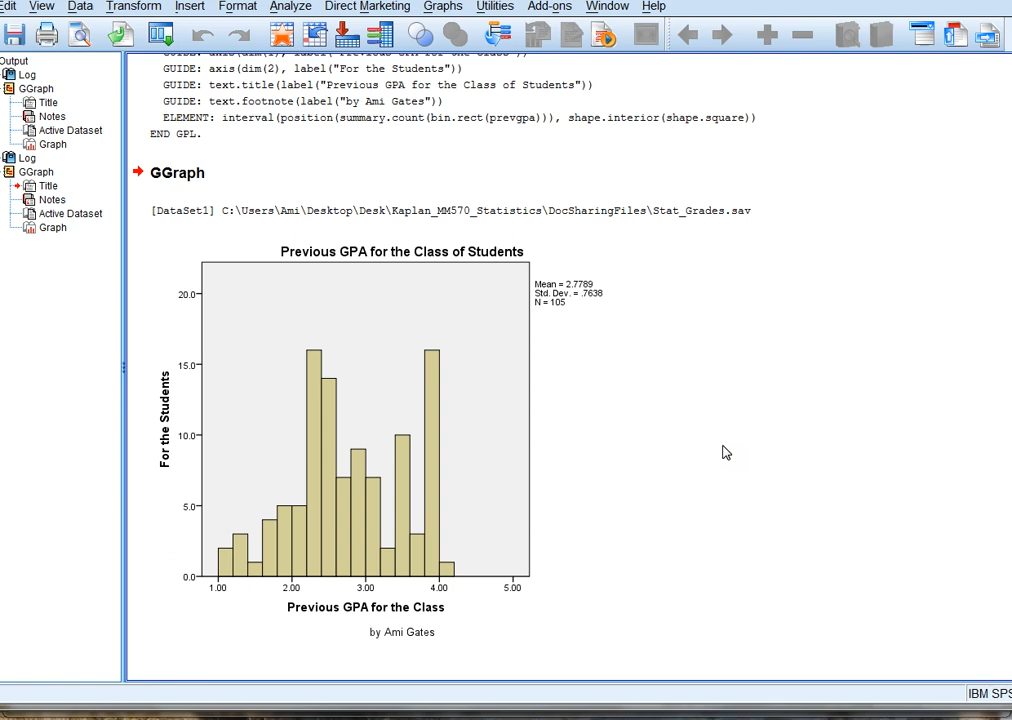 Edit View Data Transform Insert Format Analyze Direct Marketing Graphs Utilities Add-ons Window Help
Output
Log
GGraph
Title
Notes
Active Dataset
Graph
Log
GGraph
Title
Notes
Active Dataset
Graph
GUIDE: axis(dim(2), label("For the Students"))
GUIDE: text.title(label("Previous GPA for the Class of Students"))
GUIDE: text.footnote(label("by Ami Gates"))
ELEMENT: interval(position(summary.count(bin.rect(prevgpa))), shape.interior(shape.square))
END GPL.
GGraph
[DataSet1] C:\Users\Ami\Desktop\Desk\Kaplan_MM570_Statistics\DocSharingFiles\Stat_Grades.sav
Previous GPA for the Class of Students
Mean = 2.7789
Std. Dev. = .7638
N = 105
20.0
15.0
10.0
5.0
0.0
For the Students
1.00 2.00 3.00 4.00 5.00
Previous GPA for the Class
by Ami Gates
IBM SPS